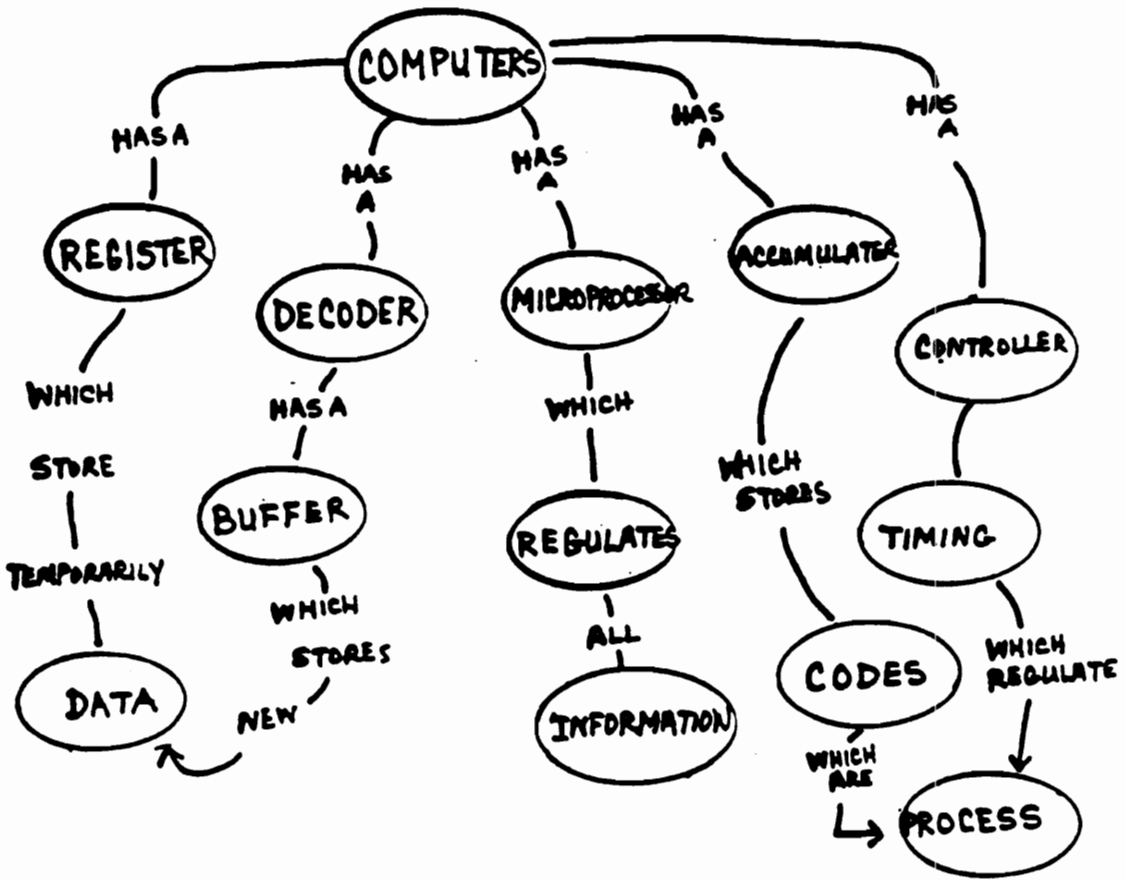 COMPUTERS
HAS A
REGISTER
WHICH
STORE
TEMPORARILY
DATA
HAS
A
DECODER
HAS A
BUFFER
WHICH
STORES
NEW
HAS
A
MICROPROCESSOR
WHICH
REGULATES
ALL
INFORMATION
HAS
A
ACCUMULATER
WHICH
STORES
CODES
WHICH
ARE
PROCESS
HAS
A
CONTROLLER
TIMING
WHICH
REGULATE